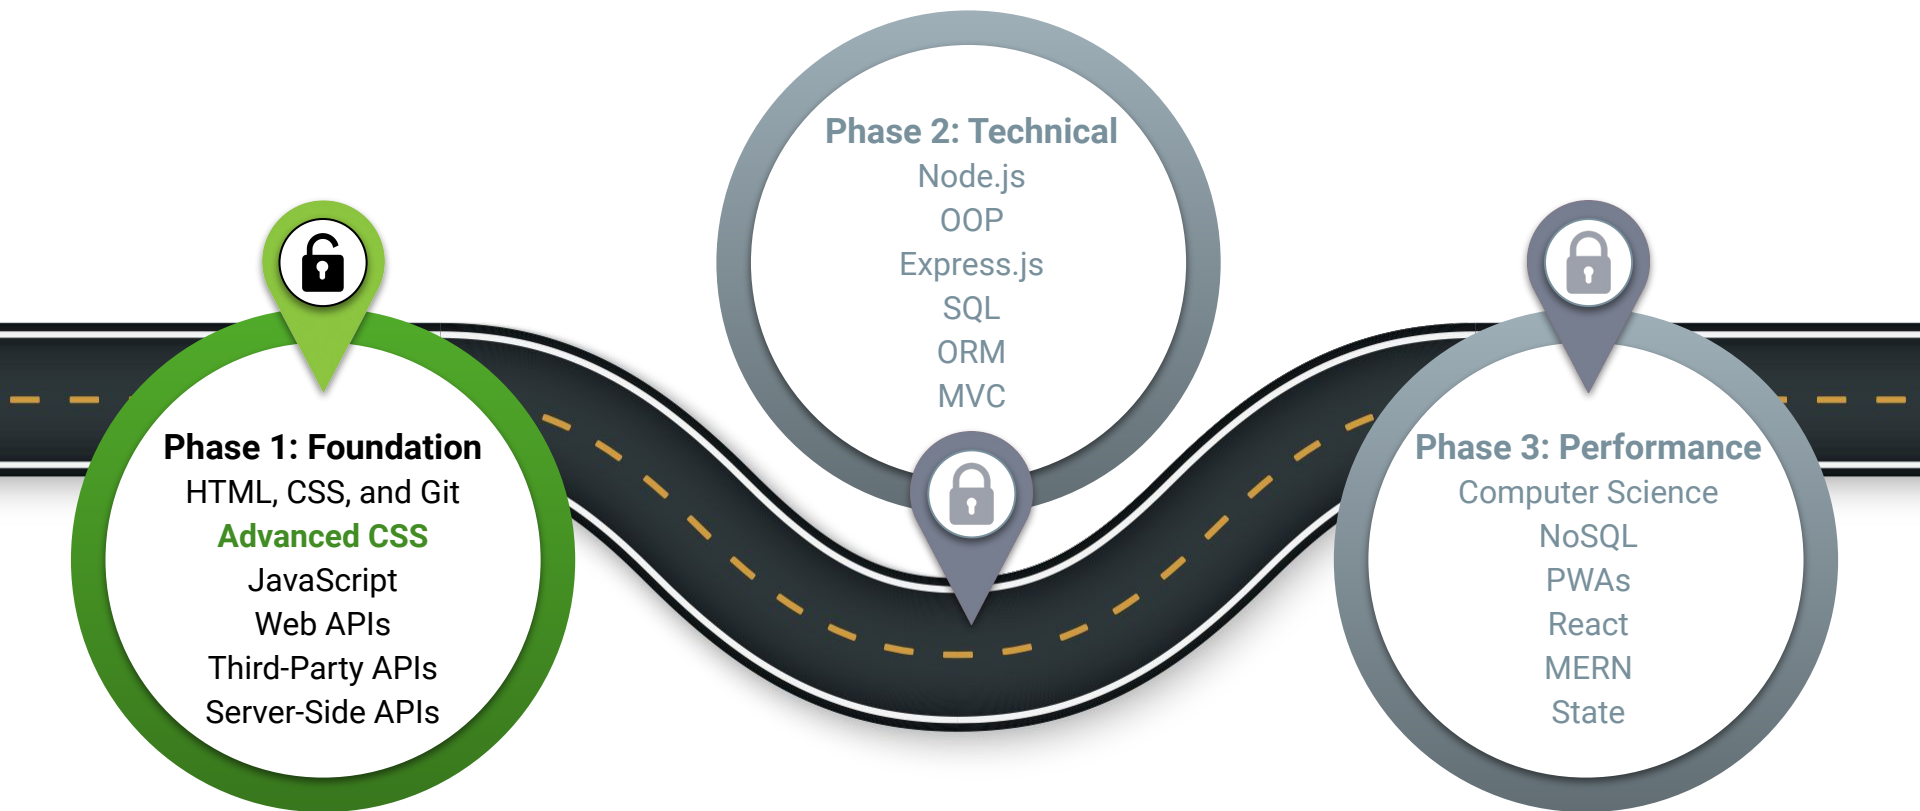 Phase 1: Foundation
HTML, CSS, and Git
Advanced CSS
JavaScript
Web APIs
Third-Party APIs
Server-Side APIs
Phase 2: Technical
Node.js
OOP
Express.js
SQL
ORM
MVC
Phase 3: Performance
Computer Science
NoSQL
PWAs
React
MERN
State